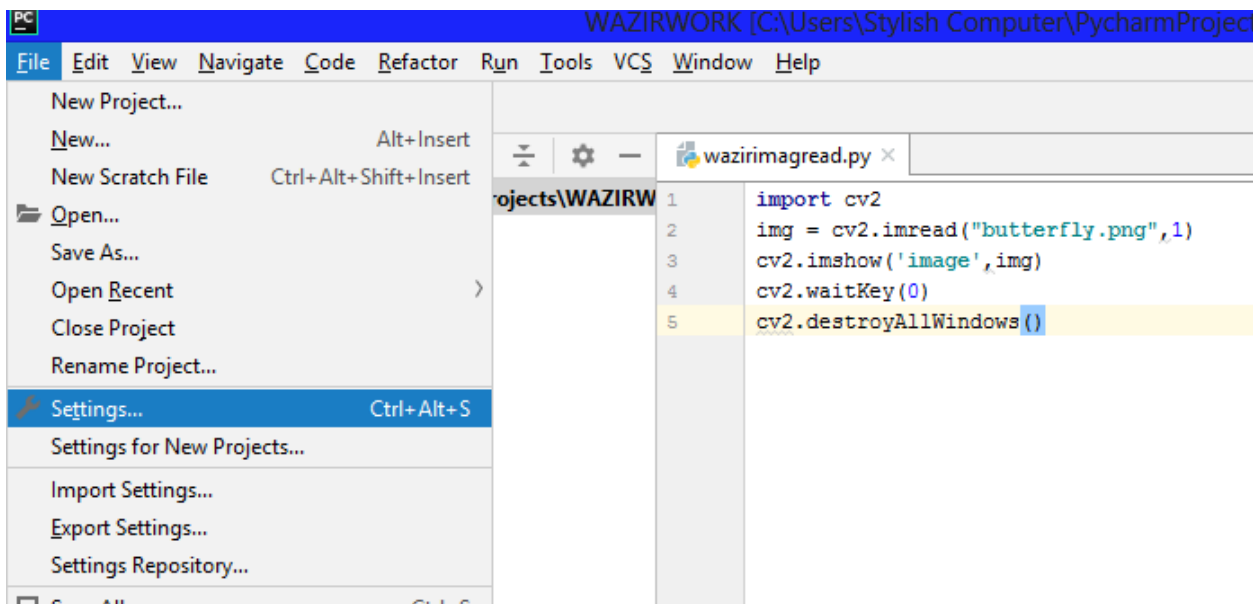 PC
WAZIRWORK [C:\Users\Stylish Computer\PycharmProject
File Edit View Navigate Code Refactor Run Tools VCS Window Help
New Project...
New... Alt+Insert
New Scratch File Ctrl+Alt+Shift+Insert
Open...
Save As...
Open Recent
Close Project
Rename Project...
Settings... Ctrl+Alt+S
Settings for New Projects...
Import Settings...
Export Settings...
Settings Repository...
rojects\WAZIRW
wazirimagread.py
1 import cv2
2 img = cv2.imread("butterfly.png",1)
3 cv2.imshow('image',img)
4 cv2.waitKey(0)
5 cv2.destroyAllWindows()